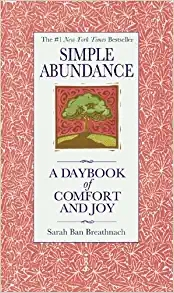 The #1 New York Times Bestseller
SIMPLE
ABUNDANCE
A DAYBOOK
of
COMFORT
AND JOY
Sarah Ban Breathnach